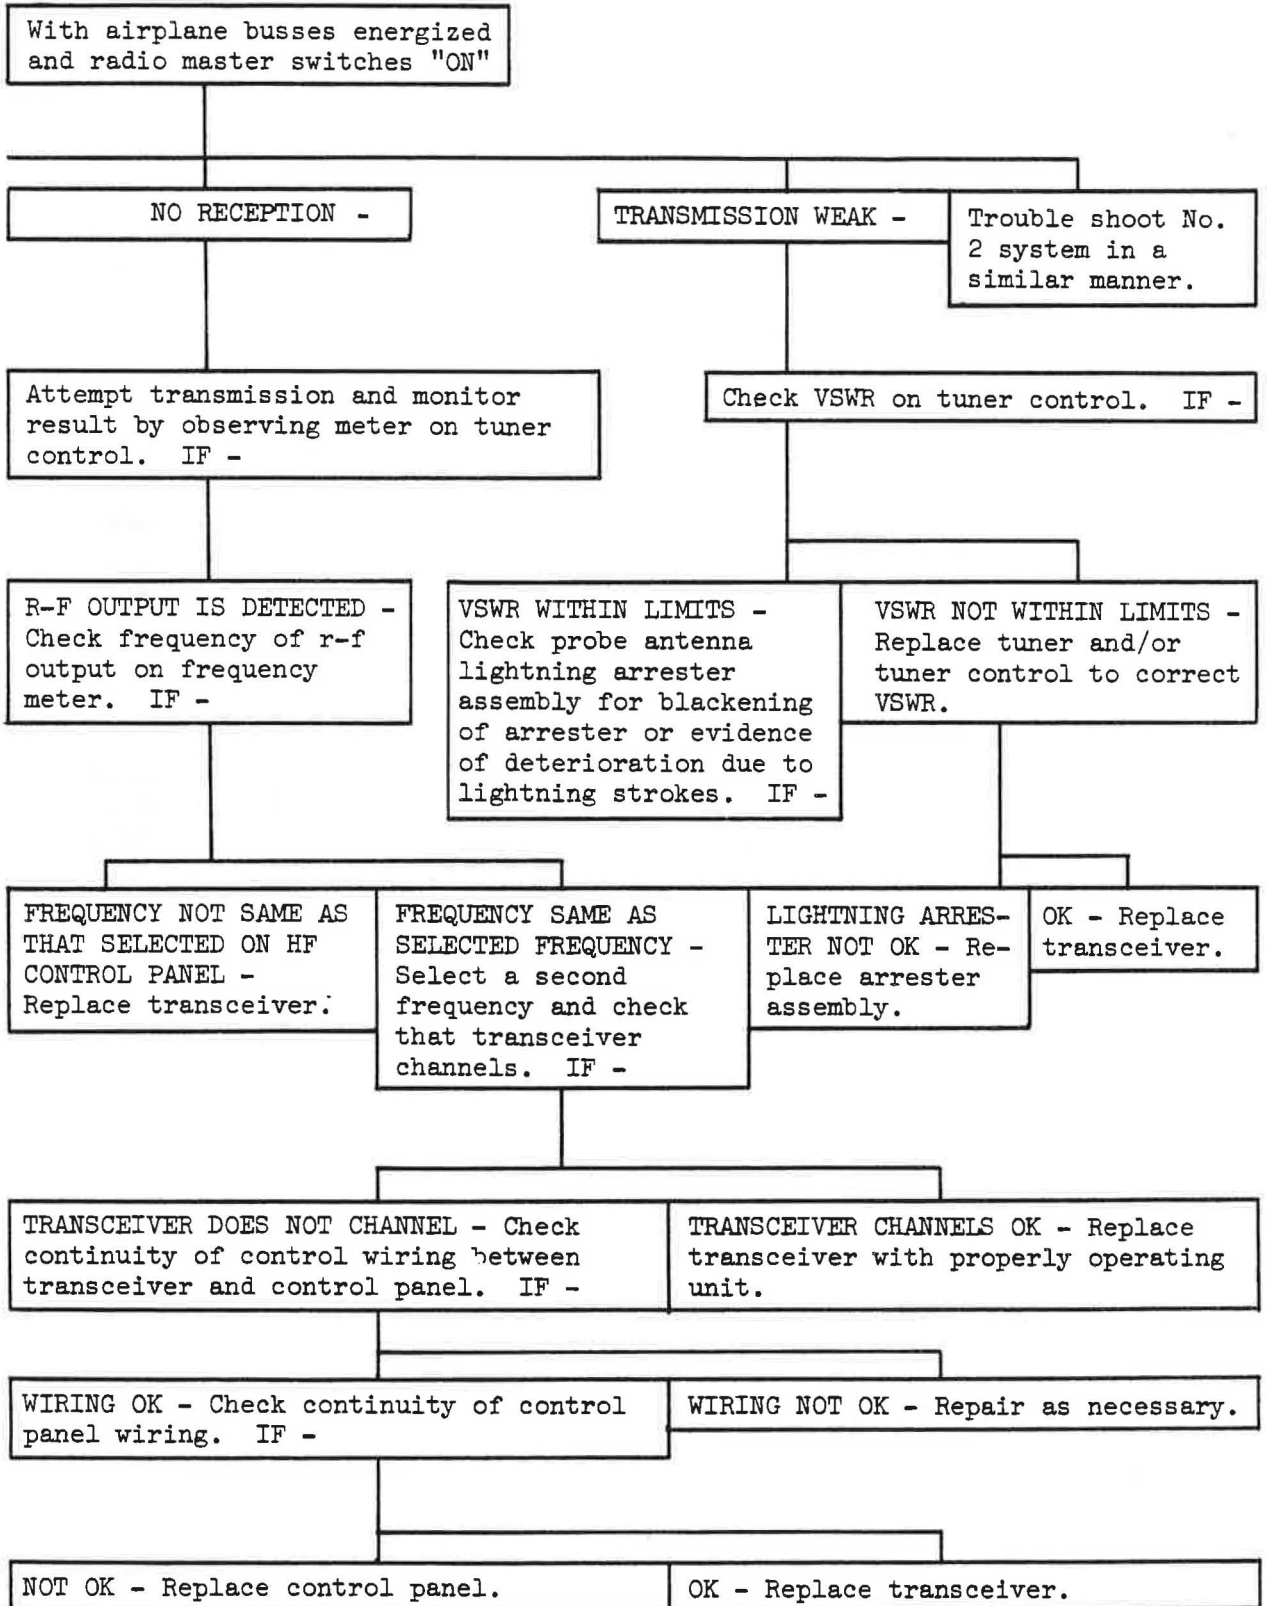 With airplane busses energized
and radio master switches "ON"
NO RECEPTION -
TRANSMISSION WEAK -
Trouble shoot No.
2 system in a
similar manner.
Attempt transmission and monitor
result by observing meter on tuner
control. IF -
Check VSWR on tuner control. IF -
R-F OUTPUT IS DETECTED -
Check frequency of r-f
output on frequency
meter. IF -
VSWR WITHIN LIMITS -
Check probe antenna
lightning arrester
assembly for blackening
of arrester or evidence
of deterioration due to
lightning strokes. IF -
VSWR NOT WITHIN LIMITS -
Replace tuner and/or
tuner control to correct
VSWR.
FREQUENCY NOT SAME AS
THAT SELECTED ON HF
CONTROL PANEL -
Replace transceiver.
FREQUENCY SAME AS
SELECTED FREQUENCY -
Select a second
frequency and check
that transceiver
channels. IF -
LIGHTNING ARRES-
TER NOT OK - Re-
place arrester
assembly.
OK - Replace
transceiver.
TRANSCEIVER DOES NOT CHANNEL - Check
continuity of control wiring between
transceiver and control panel. IF -
TRANSCEIVER CHANNELS OK - Replace
transceiver with properly operating
unit.
WIRING OK - Check continuity of control
panel wiring. IF -
WIRING NOT OK - Repair as necessary.
NOT OK - Replace control panel.
OK - Replace transceiver.